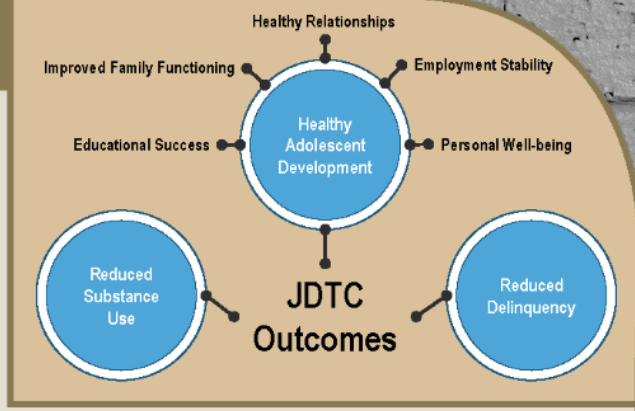 Healthy Relationships
Improved Family Functioning
Employment Stability
Educational Success
Healthy
Adolescent
Development
Personal Well-being
Reduced
Substance
Use
JDTC
Outcomes
Reduced
Delinquency